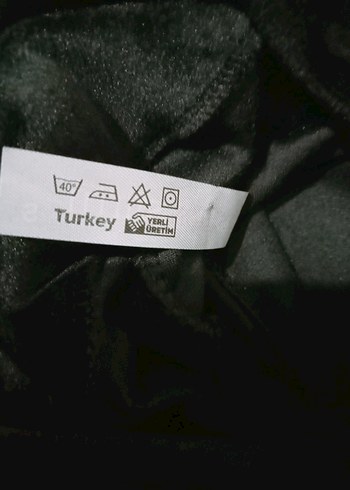 40°
Turkey
YERLİ
ÜRETİM